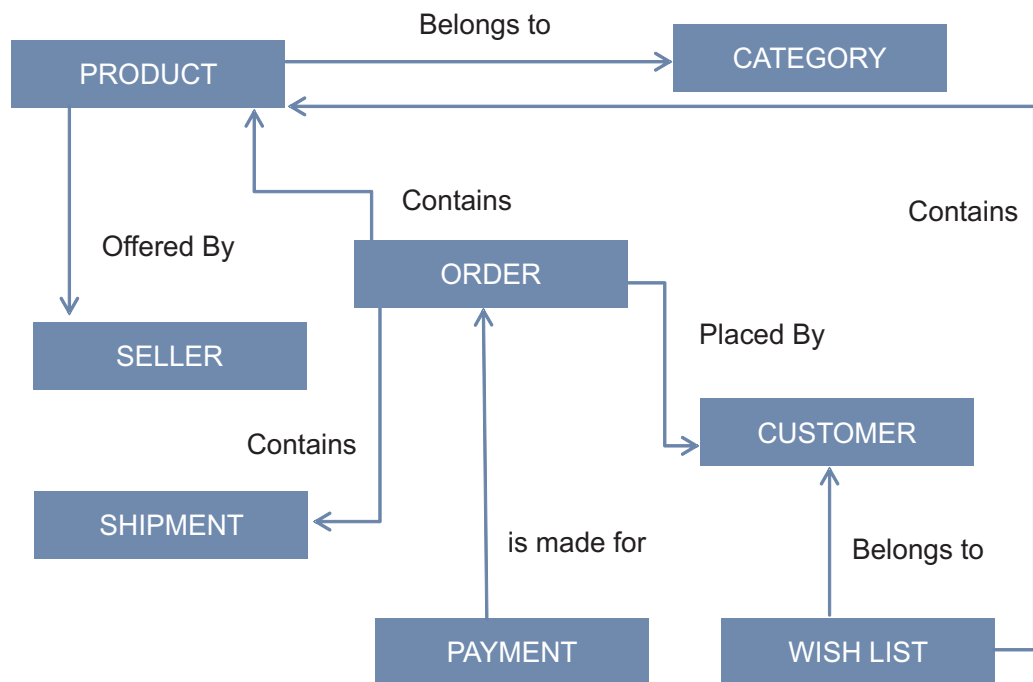 Belongs to
PRODUCT
CATEGORY
Contains
Contains
Offered By
ORDER
SELLER
Placed By
CUSTOMER
Contains
SHIPMENT
is made for
Belongs to
PAYMENT
WISH LIST